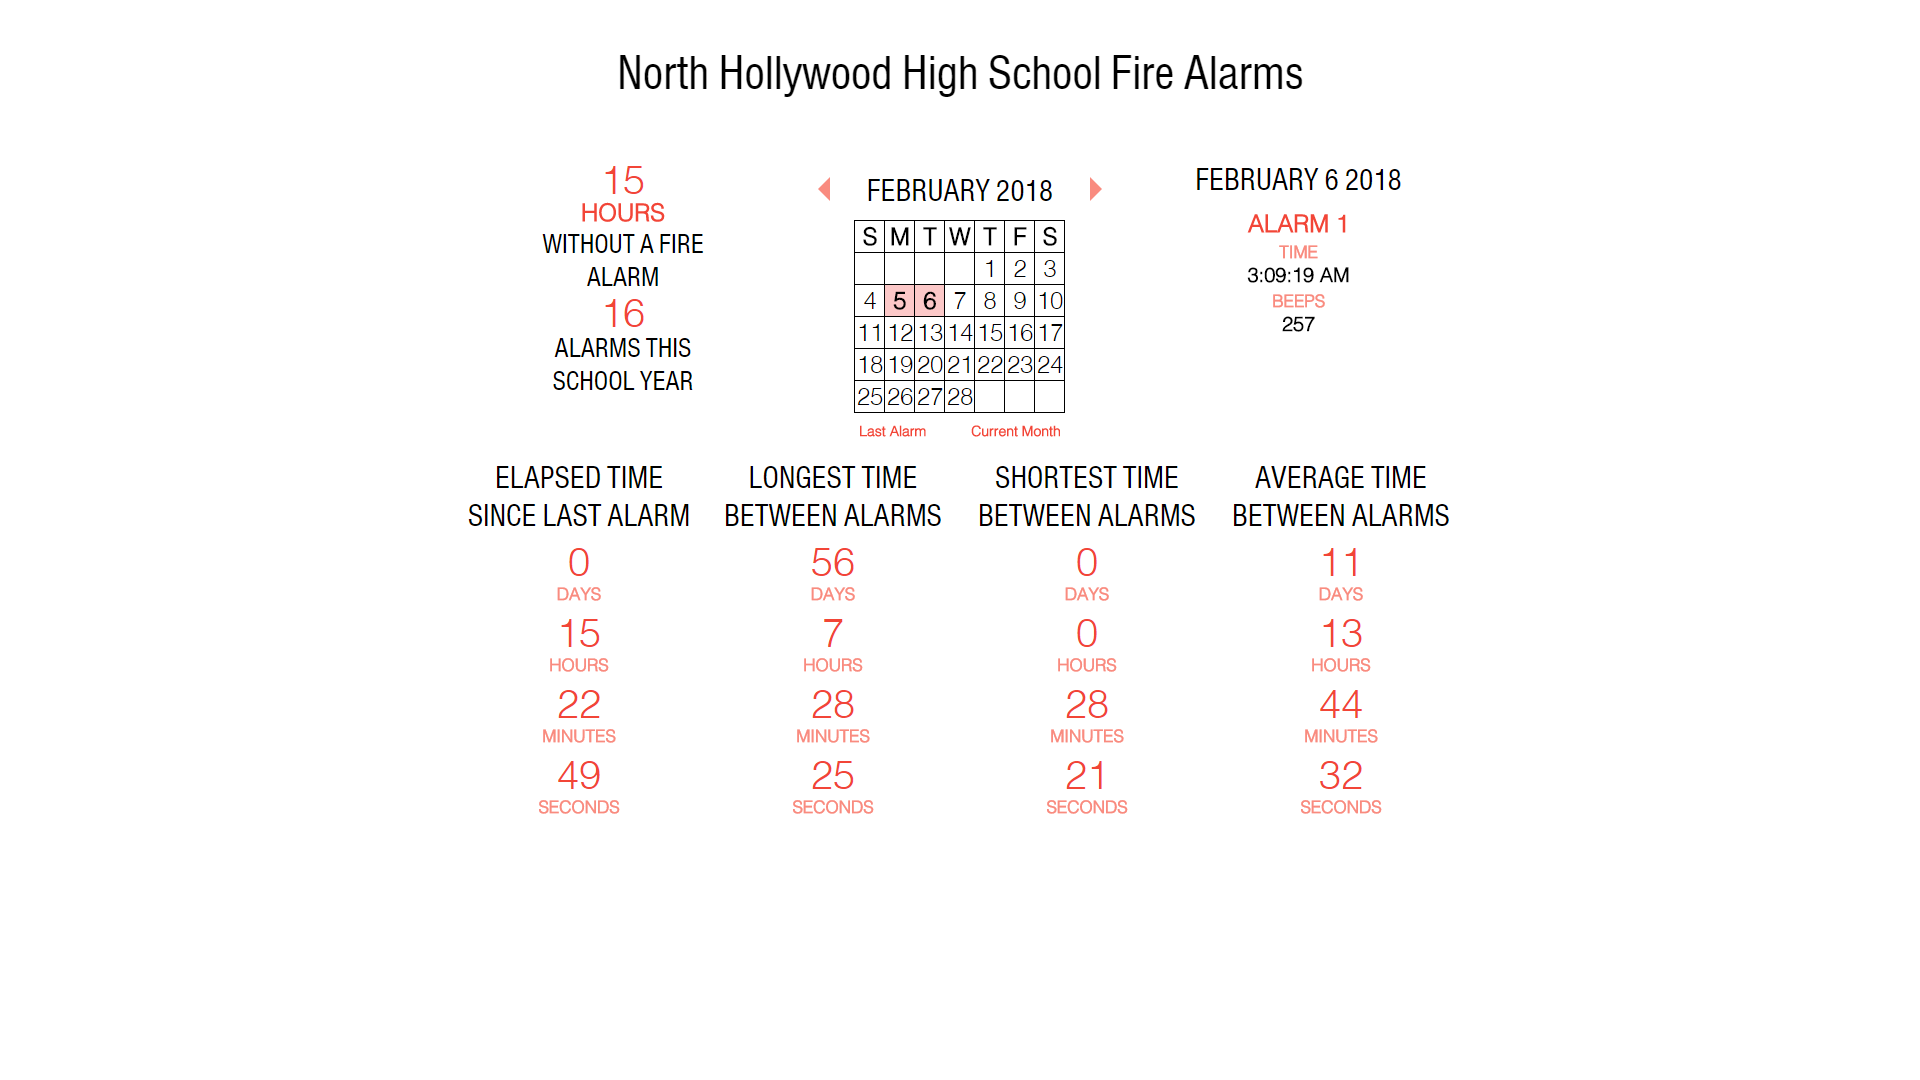 North Hollywood High School Fire Alarms
15
HOURS
WITHOUT A FIRE
ALARM
16
ALARMS THIS
SCHOOL YEAR
FEBRUARY 2018
S M T W T F S
1 2 3
4 5 6 7 8 9 10
11 12 13 14 15 16 17
18 19 20 21 22 23 24
25 26 27 28
Last Alarm Current Month
FEBRUARY 6 2018
ALARM 1
TIME
3:09:19 AM
BEEPS
257
ELAPSED TIME
SINCE LAST ALARM
0
DAYS
15
HOURS
22
MINUTES
49
SECONDS
LONGEST TIME
BETWEEN ALARMS
56
DAYS
7
HOURS
28
MINUTES
25
SECONDS
SHORTEST TIME
BETWEEN ALARMS
0
DAYS
0
HOURS
28
MINUTES
21
SECONDS
AVERAGE TIME
BETWEEN ALARMS
11
DAYS
13
HOURS
44
MINUTES
32
SECONDS